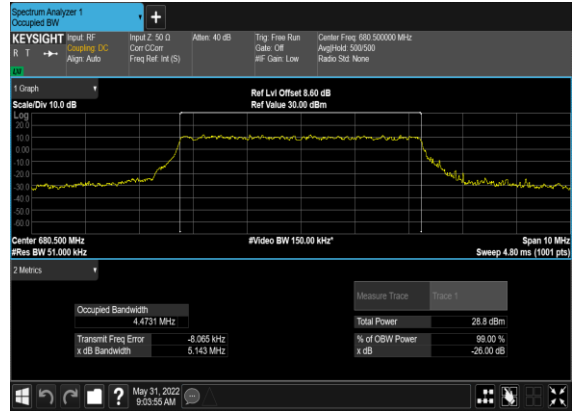 Spectrum Analyzer 1
Occupied BW
+
KEYSIGHT Input: RF Input Z: 50 Ω Atten: 40 dB Trig: Free Run Center Freq: 680.500000 MHz
R T Coupling: DC Corr CCorr Gate: Off Avg|Hold: 500/500
Align: Auto Freq Ref: Int (S) #IF Gain: Low Radio Std: None
1 Graph
Ref Lvl Offset 8.60 dB
Scale/Div 10.0 dB Ref Value 30.00 dBm
Log
20.0
10.0
0.00
-10.0
-20.0
-30.0
-40.0
-50.0
-60.0
Center 680.500 MHz #Video BW 150.00 kHz* Span 10 MHz
#Res BW 51.000 kHz Sweep 4.80 ms (1001 pts)
2 Metrics
Measure Trace Trace 1
Occupied Bandwidth
4.4731 MHz
Total Power 28.8 dBm
Transmit Freq Error -8.065 kHz % of OBW Power 99.00 %
x dB Bandwidth 5.143 MHz x dB -26.00 dB
? May 31, 2022
9:03:55 AM